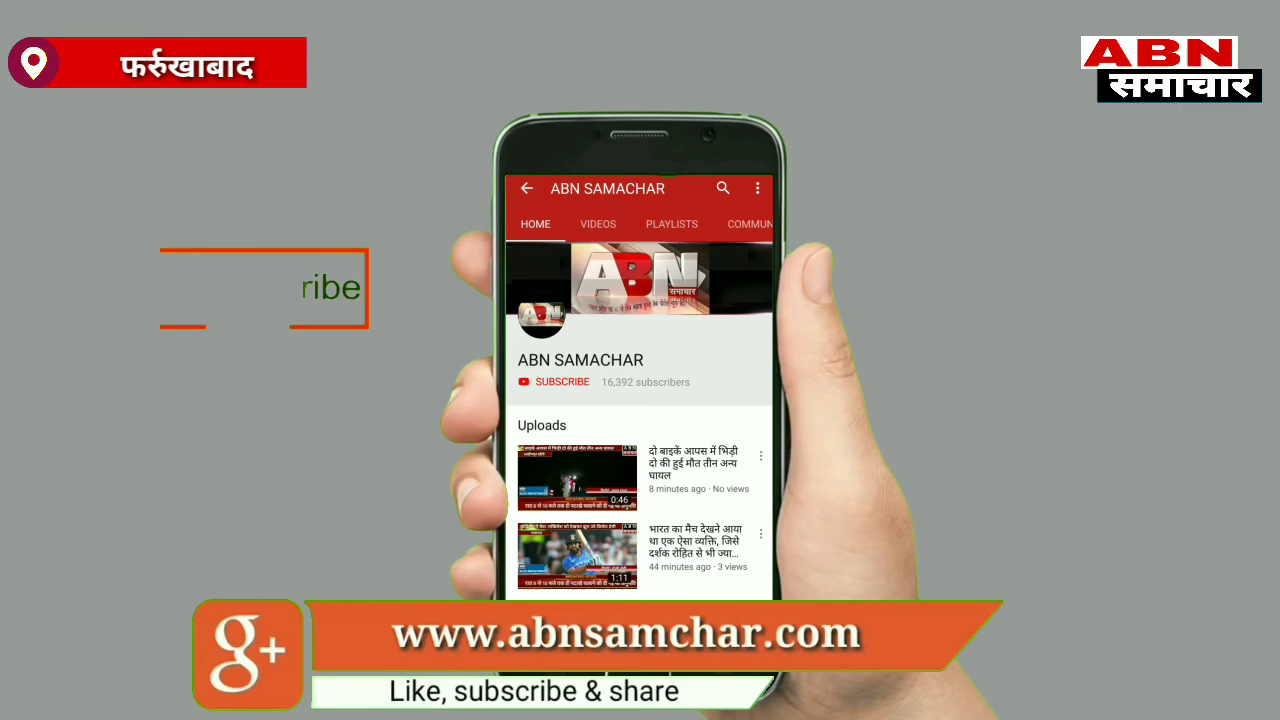 फर्रुखाबाद
ABN
समाचार
ribe
ABN SAMACHAR
HOME VIDEOS PLAYLISTS COMMUN
ABN
समाचार
ABN SAMACHAR
SUBSCRIBE 16,392 subscribers
Uploads
दो बाइकें आपस में भिड़ी
दो की हुई मौत तीन अन्य
घायल
8 minutes ago · No views
0:46
भारत का मैच देखने आया
था एक ऐसा व्यक्ति, जिसे
दर्शक रोहित से भी ज्या...
44 minutes ago · 3 views
1:11
g+
www.abnsamchar.com
Like, subscribe & share